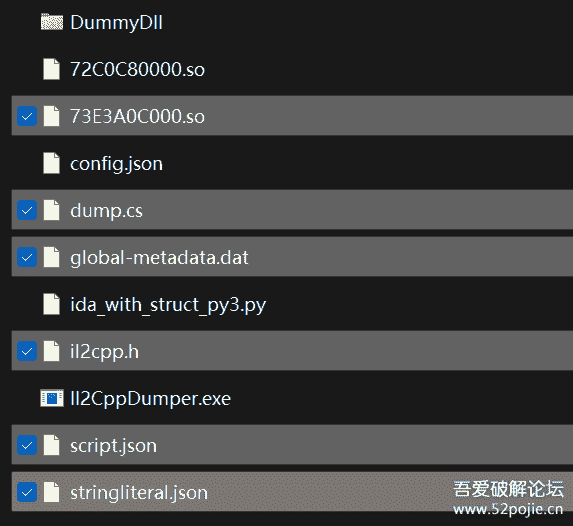 DummyDll
72C0C80000.so
73E3A0C000.so
config.json
dump.cs
global-metadata.dat
ida_with_struct_py3.py
il2cpp.h
Il2CppDumper.exe
script.json
stringliteral.json
吾爱破解论坛
www.52pojie.cn